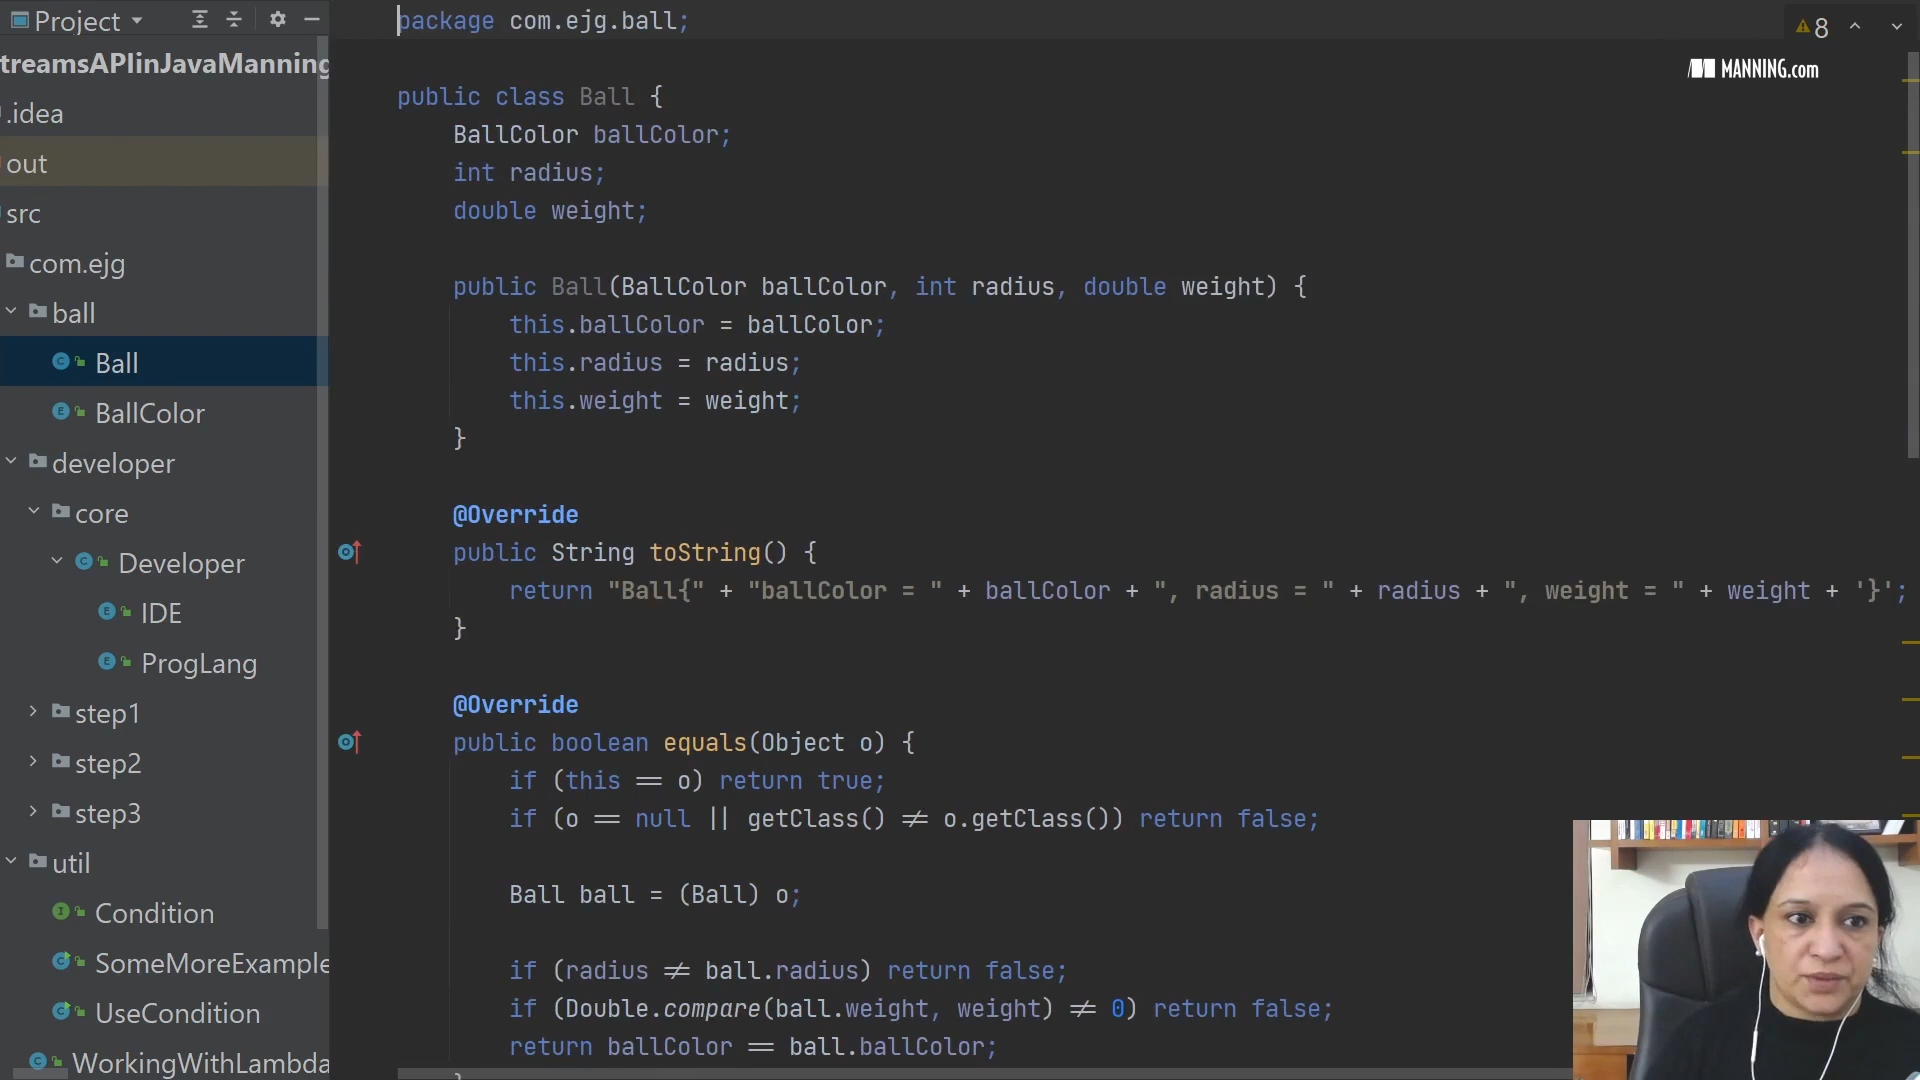 Project
treamsAPIinJavaManning
.idea
out
src
com.ejg
ball
Ball
BallColor
developer
core
Developer
IDE
ProgLang
step1
step2
step3
util
Condition
SomeMoreExample
UseCondition
WorkingWithLambda
package com.ejg.ball;
8
MANNING.com
public class Ball {
BallColor ballColor;
int radius;
double weight;
public Ball(BallColor ballColor, int radius, double weight) {
this.ballColor = ballColor;
this.radius = radius;
this.weight = weight;
}
@Override
public String toString() {
return "Ball{" + "ballColor = " + ballColor + ", radius = " + radius + ", weight = " + weight + '}';
}
@Override
public boolean equals(Object o) {
if (this == o) return true;
if (o == null || getClass() != o.getClass()) return false;
Ball ball = (Ball) o;
if (radius != ball.radius) return false;
if (Double.compare(ball.weight, weight) != 0) return false;
return ballColor == ball.ballColor;
}